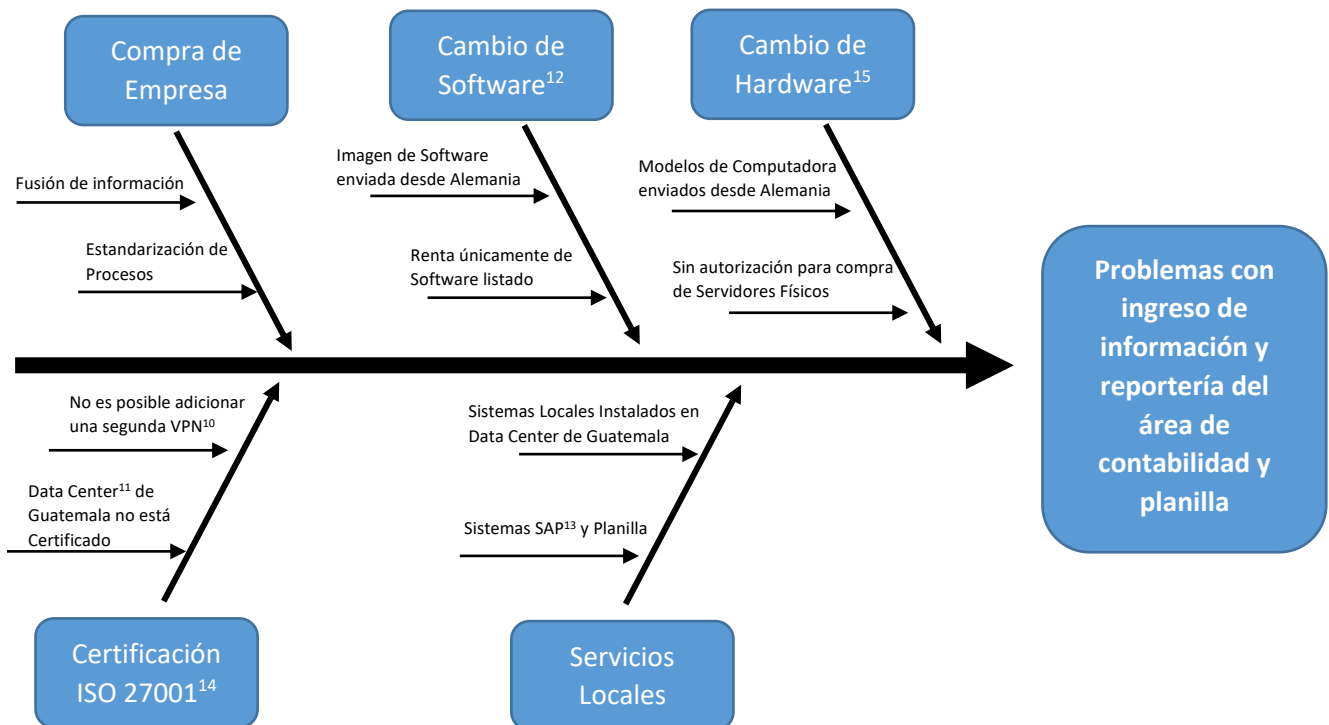 Compra de
Empresa
Cambio de
Software12
Cambio de
Hardware15
Fusión de información
Estandarización de
Procesos
Imagen de Software
enviada desde Alemania
Renta únicamente de
Software listado
Modelos de Computadora
enviados desde Alemania
Sin autorización para compra
de Servidores Físicos
Problemas con
ingreso de
información y
reportería del
área de
contabilidad y
planilla
No es posible adicionar
una segunda VPN10
Data Center11 de
Guatemala no está
Certificado
Sistemas Locales Instalados en
Data Center de Guatemala
Sistemas SAP13 y Planilla
Certificación
ISO 2700114
Servicios
Locales